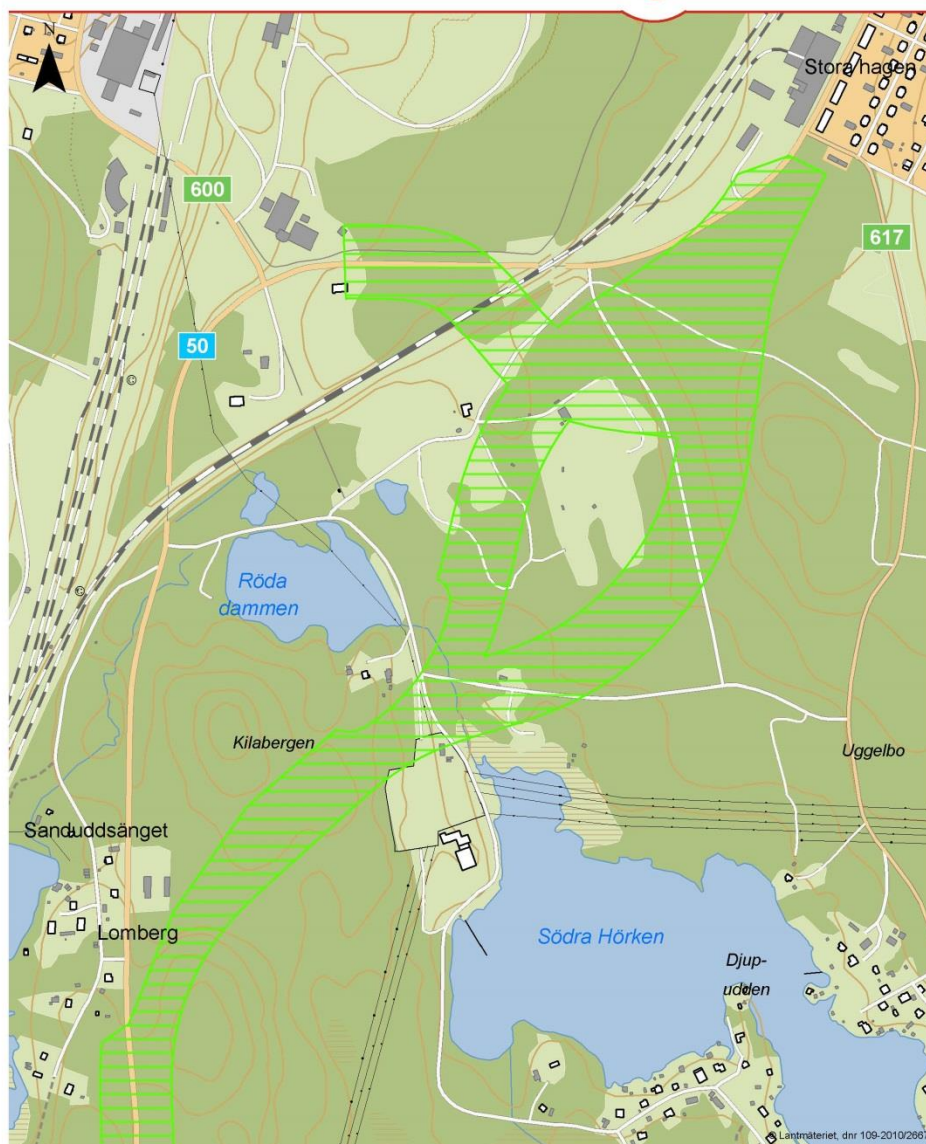 N
Stora hagen
600
617
50
Röda
dammen
Kilabergen
Uggelbo
Sanduddsänget
Lomberg
Södra Hörken
Djup-
udden
© Lantmäteriet, dnr 109-2010/2667